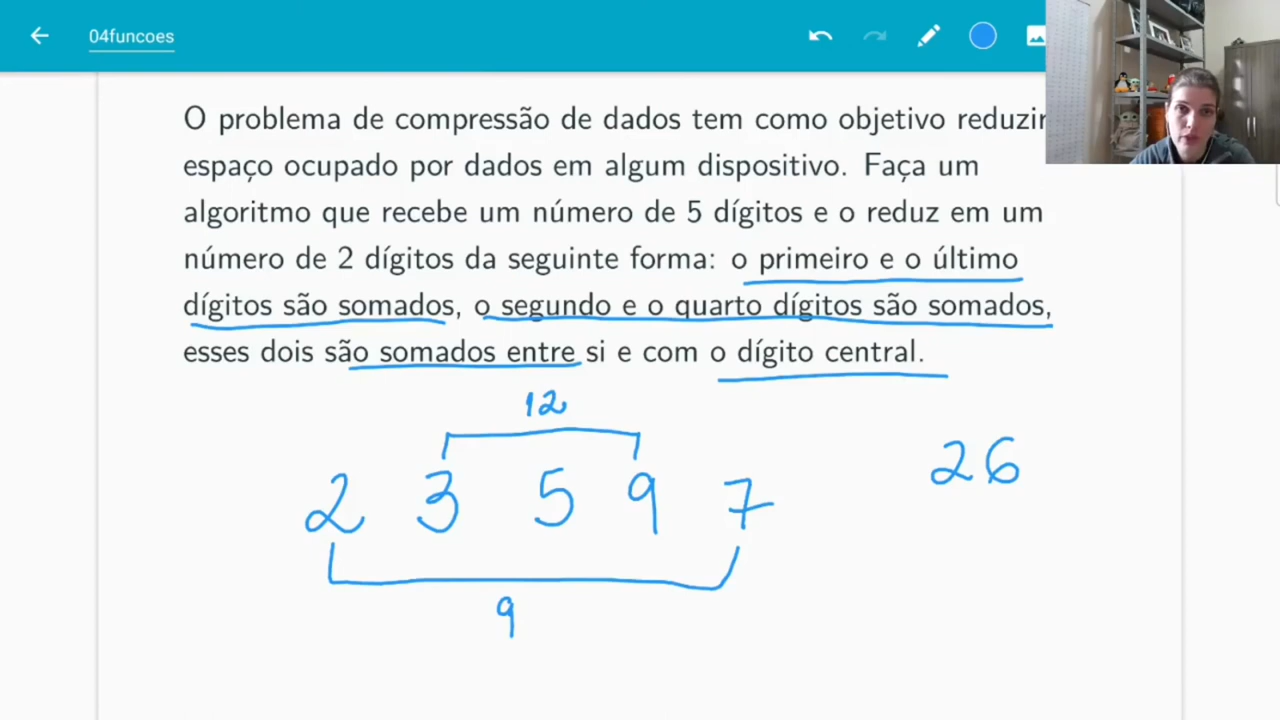 04funcoes
O problema de compressão de dados tem como objetivo reduzir
espaço ocupado por dados em algum dispositivo. Faça um
algoritmo que recebe um número de 5 dígitos e o reduz em um
número de 2 dígitos da seguinte forma: o primeiro e o último
dígitos são somados, o segundo e o quarto dígitos são somados,
esses dois são somados entre si e com o dígito central.
12
2 3 5 9 7 26
9